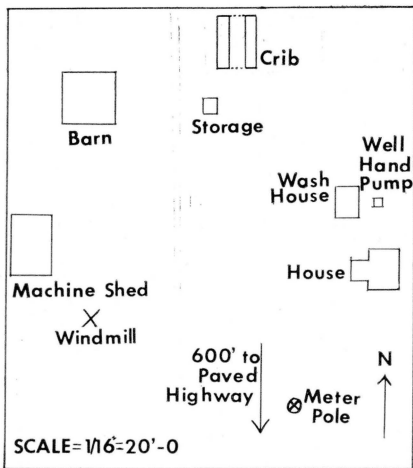 Crib
Barn
Storage
Well
Hand
Pump
Wash
House
House
Machine Shed
Windmill
600' to
Paved
Highway
N
Meter
Pole
SCALE=1/16"=20'-0